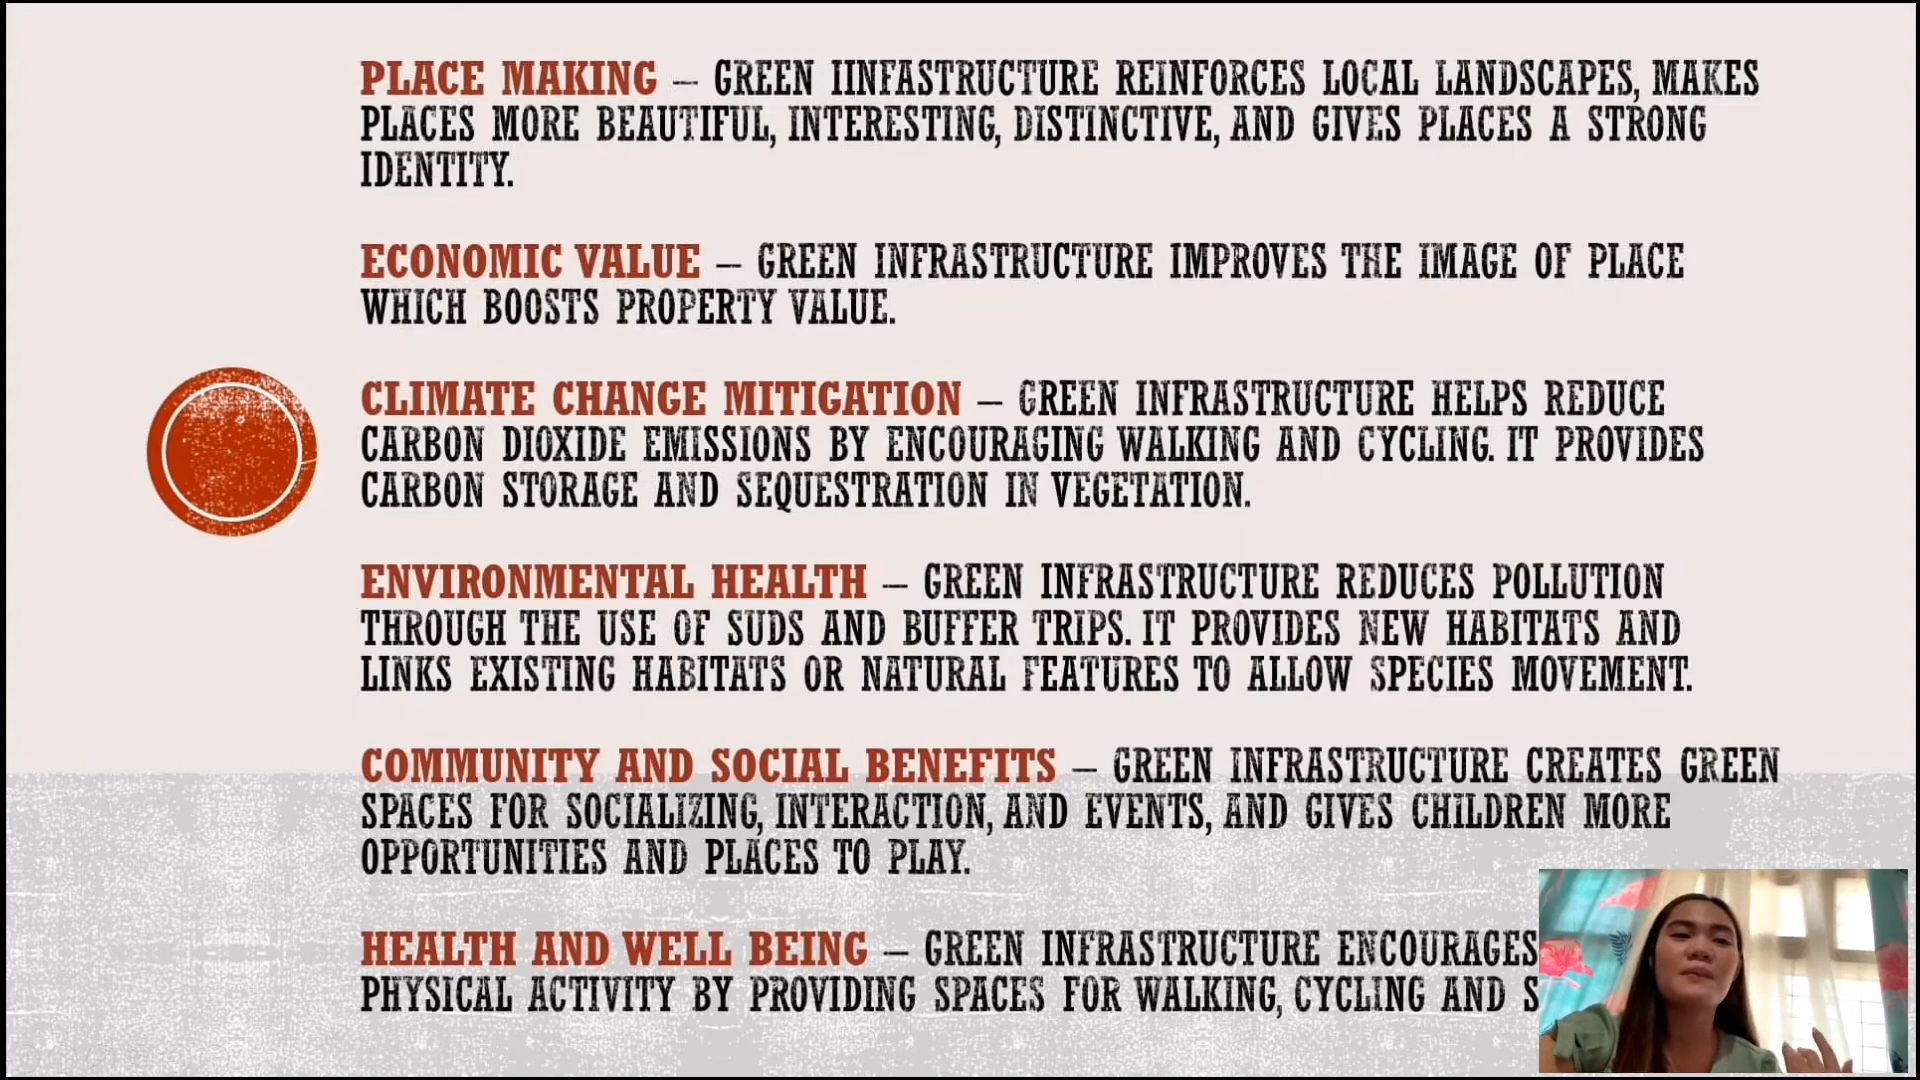 PLACE MAKING – GREEN IINFASTRUCTURE REINFORCES LOCAL LANDSCAPES, MAKES
PLACES MORE BEAUTIFUL, INTERESTING, DISTINCTIVE, AND GIVES PLACES A STRONG
IDENTITY.
ECONOMIC VALUE – GREEN INFRASTRUCTURE IMPROVES THE IMAGE OF PLACE
WHICH BOOSTS PROPERTY VALUE.
CLIMATE CHANGE MITIGATION – GREEN INFRASTRUCTURE HELPS REDUCE
CARBON DIOXIDE EMISSIONS BY ENCOURAGING WALKING AND CYCLING. IT PROVIDES
CARBON STORAGE AND SEQUESTRATION IN VEGETATION.
ENVIRONMENTAL HEALTH – GREEN INFRASTRUCTURE REDUCES POLLUTION
THROUGH THE USE OF SUDS AND BUFFER TRIPS. IT PROVIDES NEW HABITATS AND
LINKS EXISTING HABITATS OR NATURAL FEATURES TO ALLOW SPECIES MOVEMENT.
COMMUNITY AND SOCIAL BENEFITS – GREEN INFRASTRUCTURE CREATES GREEN
SPACES FOR SOCIALIZING, INTERACTION, AND EVENTS, AND GIVES CHILDREN MORE
OPPORTUNITIES AND PLACES TO PLAY.
HEALTH AND WELL BEING – GREEN INFRASTRUCTURE ENCOURAGES
PHYSICAL ACTIVITY BY PROVIDING SPACES FOR WALKING, CYCLING AND